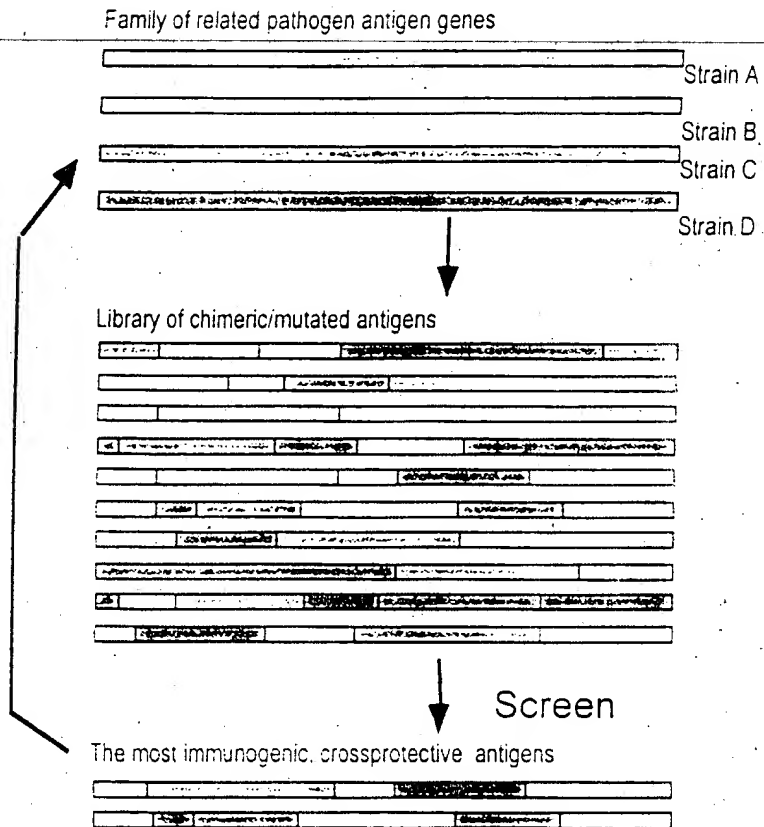 Family of related pathogen antigen genes
Strain A
Strain B
Strain C
Strain D
Library of chimeric/mutated antigens
Screen
The most immunogenic, crossprotective antigens